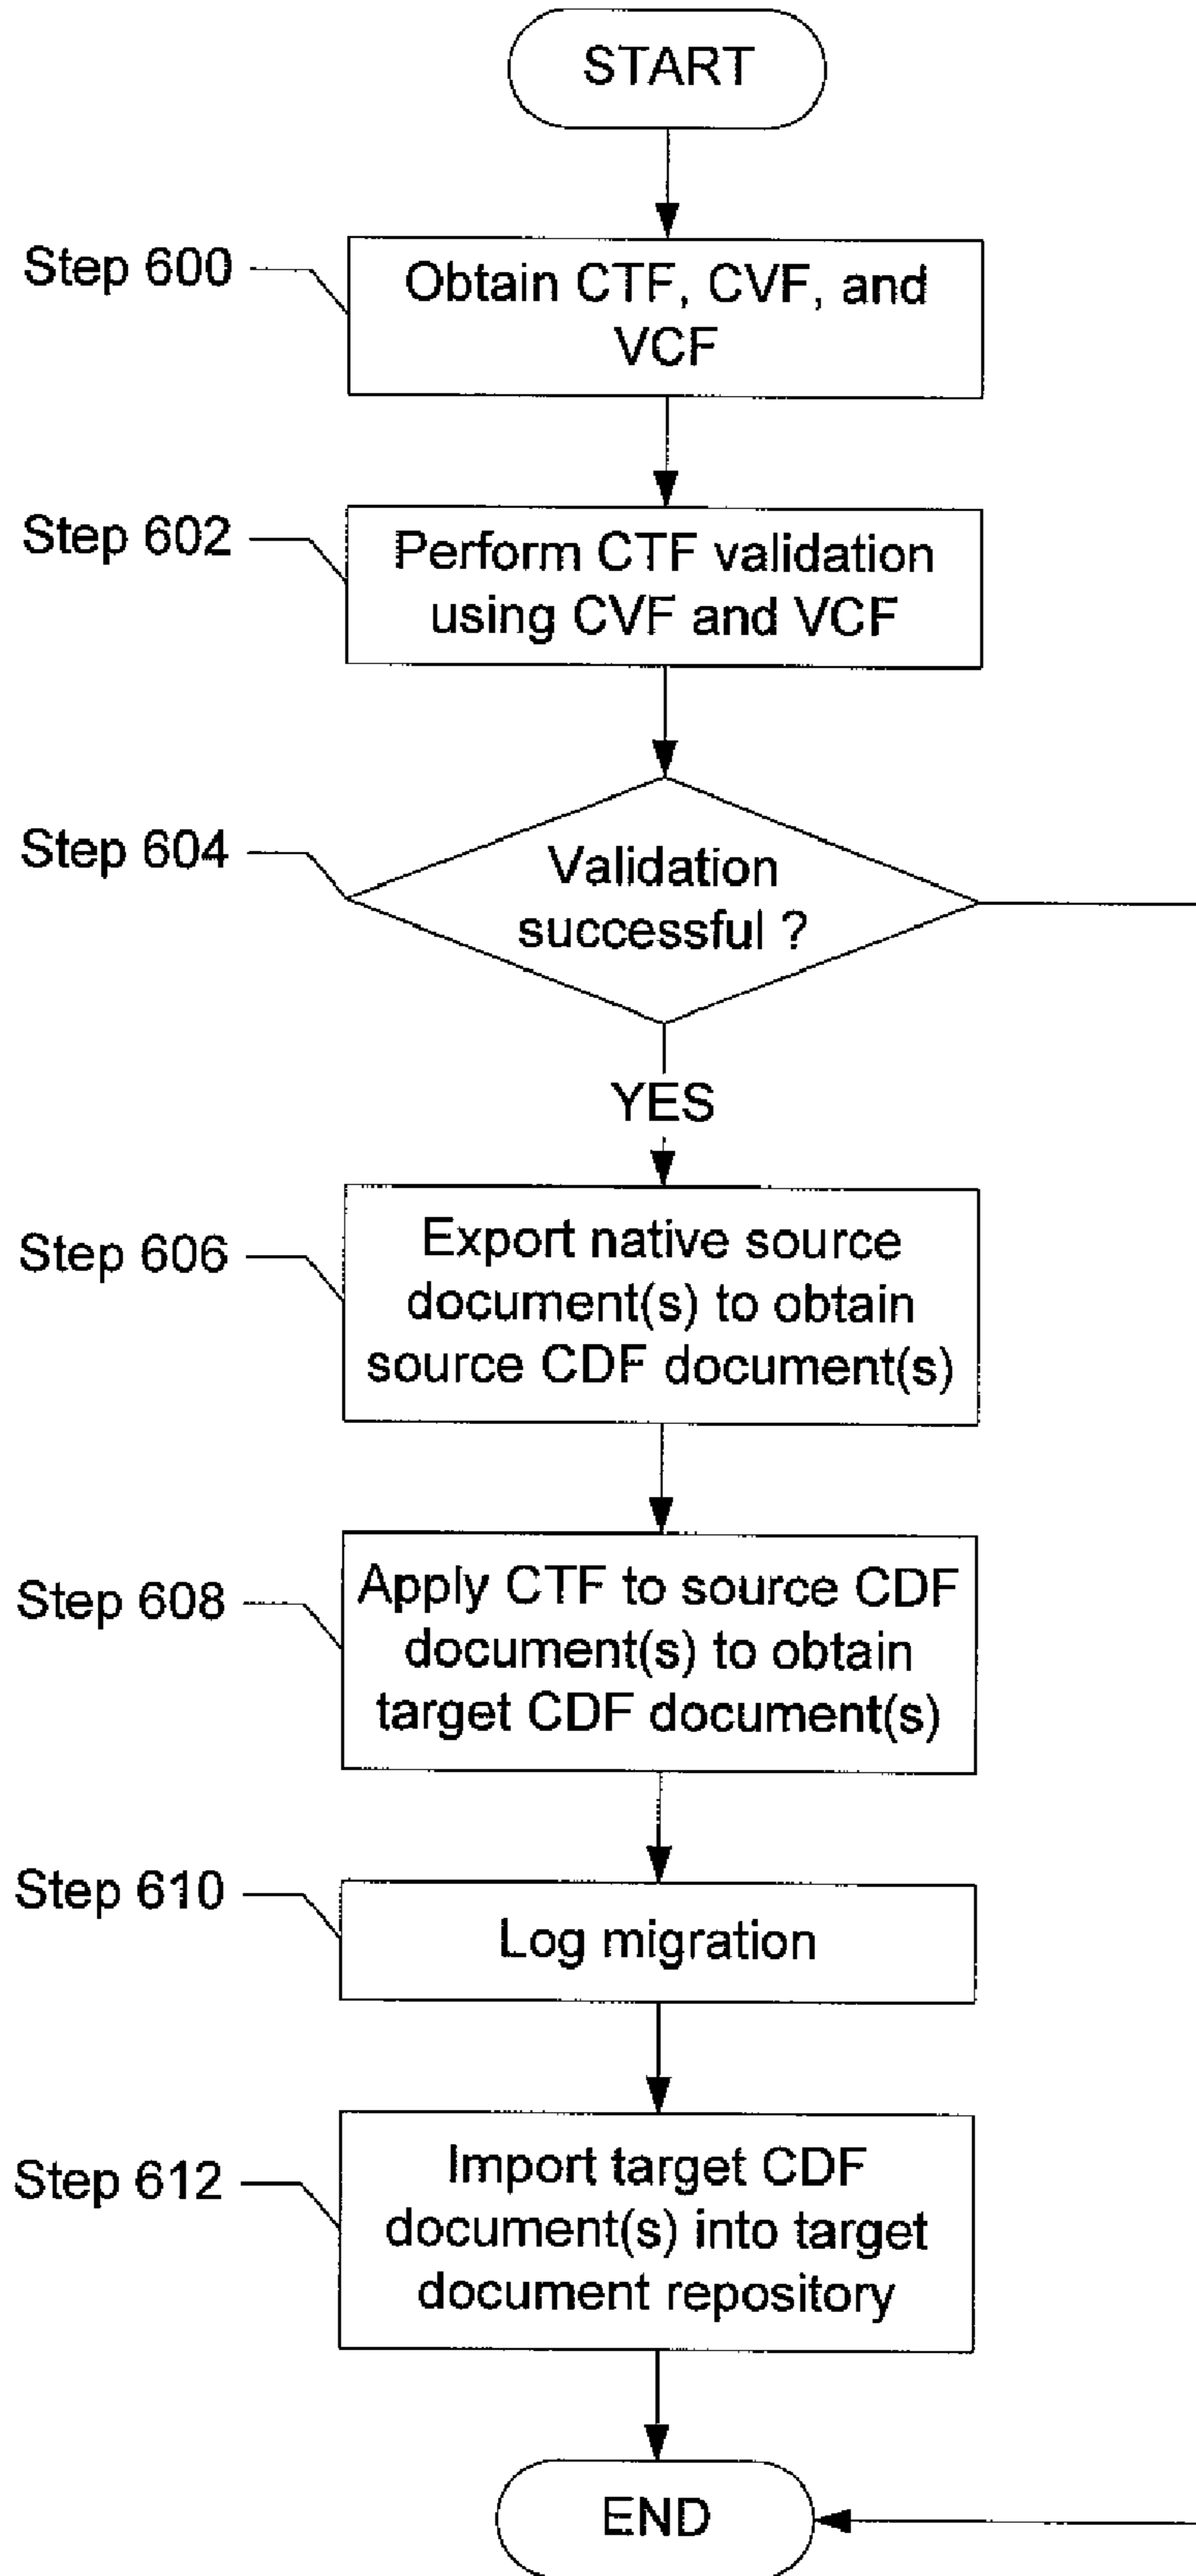 START
Step 600
Obtain CTF, CVF, and
VCF
Step 602
Perform CTF validation
using CVF and VCF
Step 604
Validation
successful ?
YES
Step 606
Export native source
document(s) to obtain
source CDF document(s)
Step 608
Apply CTF to source CDF
document(s) to obtain
target CDF document(s)
Step 610
Log migration
Step 612
Import target CDF
document(s) into target
document repository
END